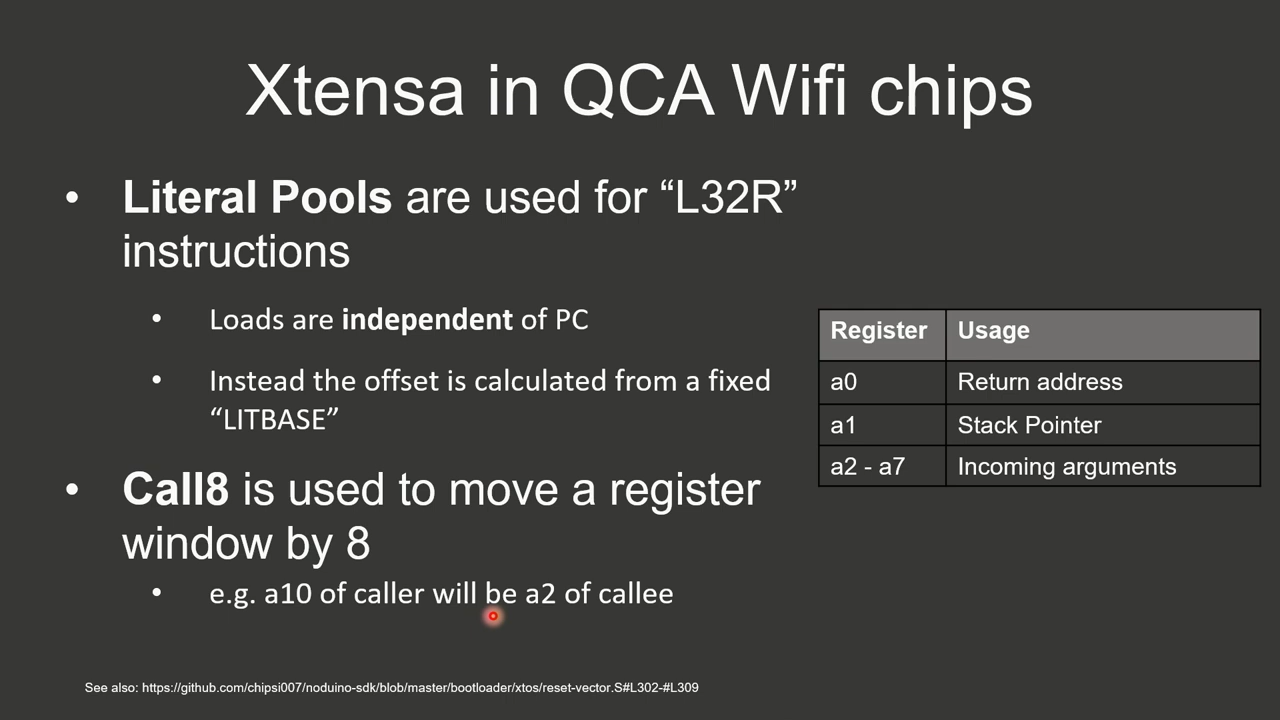 Xtensa in QCA Wifi chips
• Literal Pools are used for “L32R”
instructions
• Loads are independent of PC
• Instead the offset is calculated from a fixed
“LITBASE”
• Call8 is used to move a register
window by 8
• e.g. a10 of caller will be a2 of callee
Register Usage
a0 Return address
a1 Stack Pointer
a2 - a7 Incoming arguments
See also: https://github.com/chipsi007/noduino-sdk/blob/master/bootloader/xtos/reset-vector.S#L302-#L309